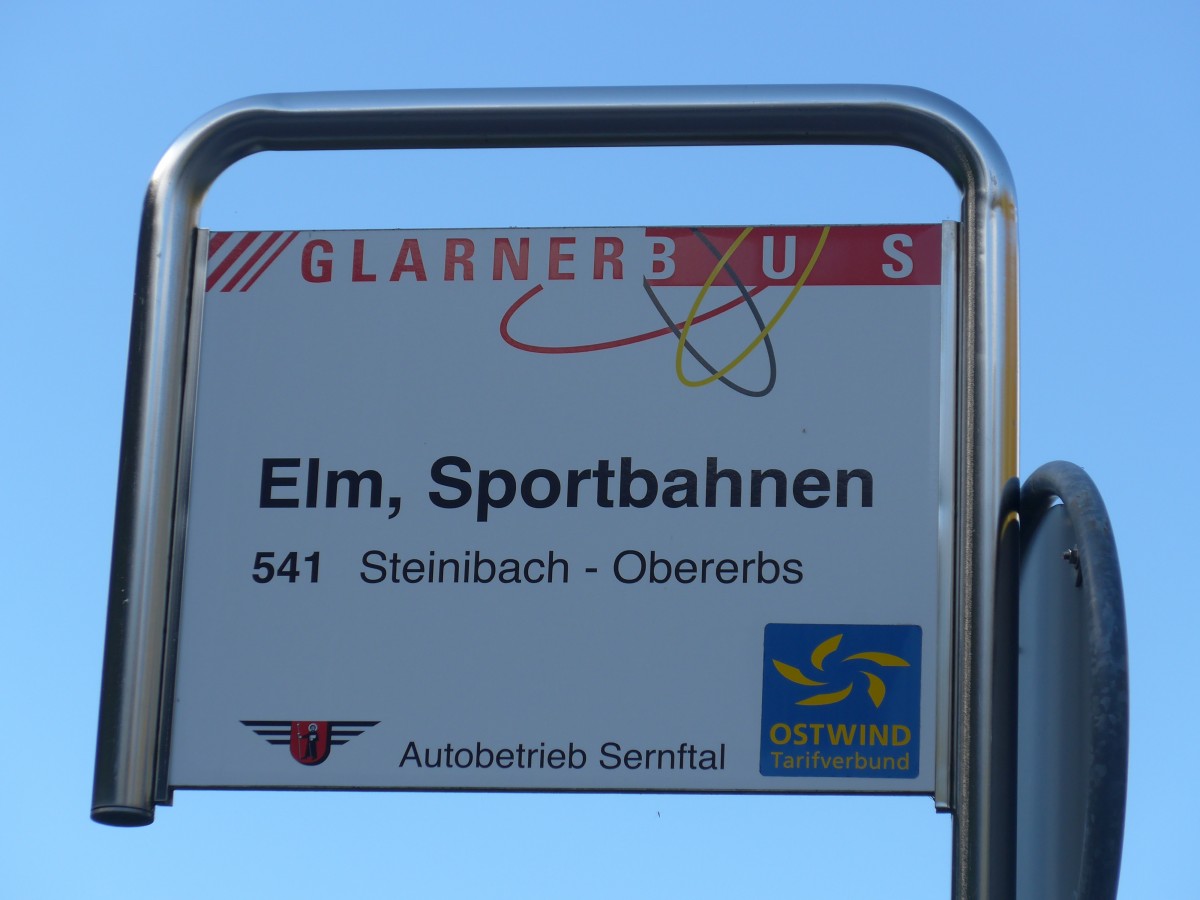 GLARNERBUS
Elm, Sportbahnen
541 Steinibach - Obererbs
Autobetrieb Sernftal
OSTWIND
Tarifverbund